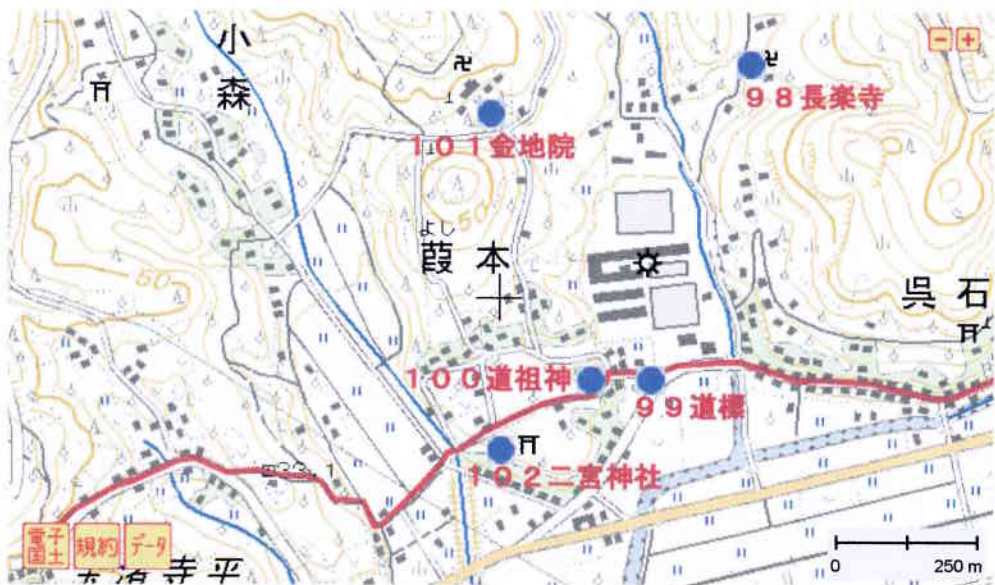 小森
98長楽寺
101金地院
よし
葭本
50
50
呉石
100道祖神
99道標
102二宮神社
電子国土
規約
データ
0 250 m